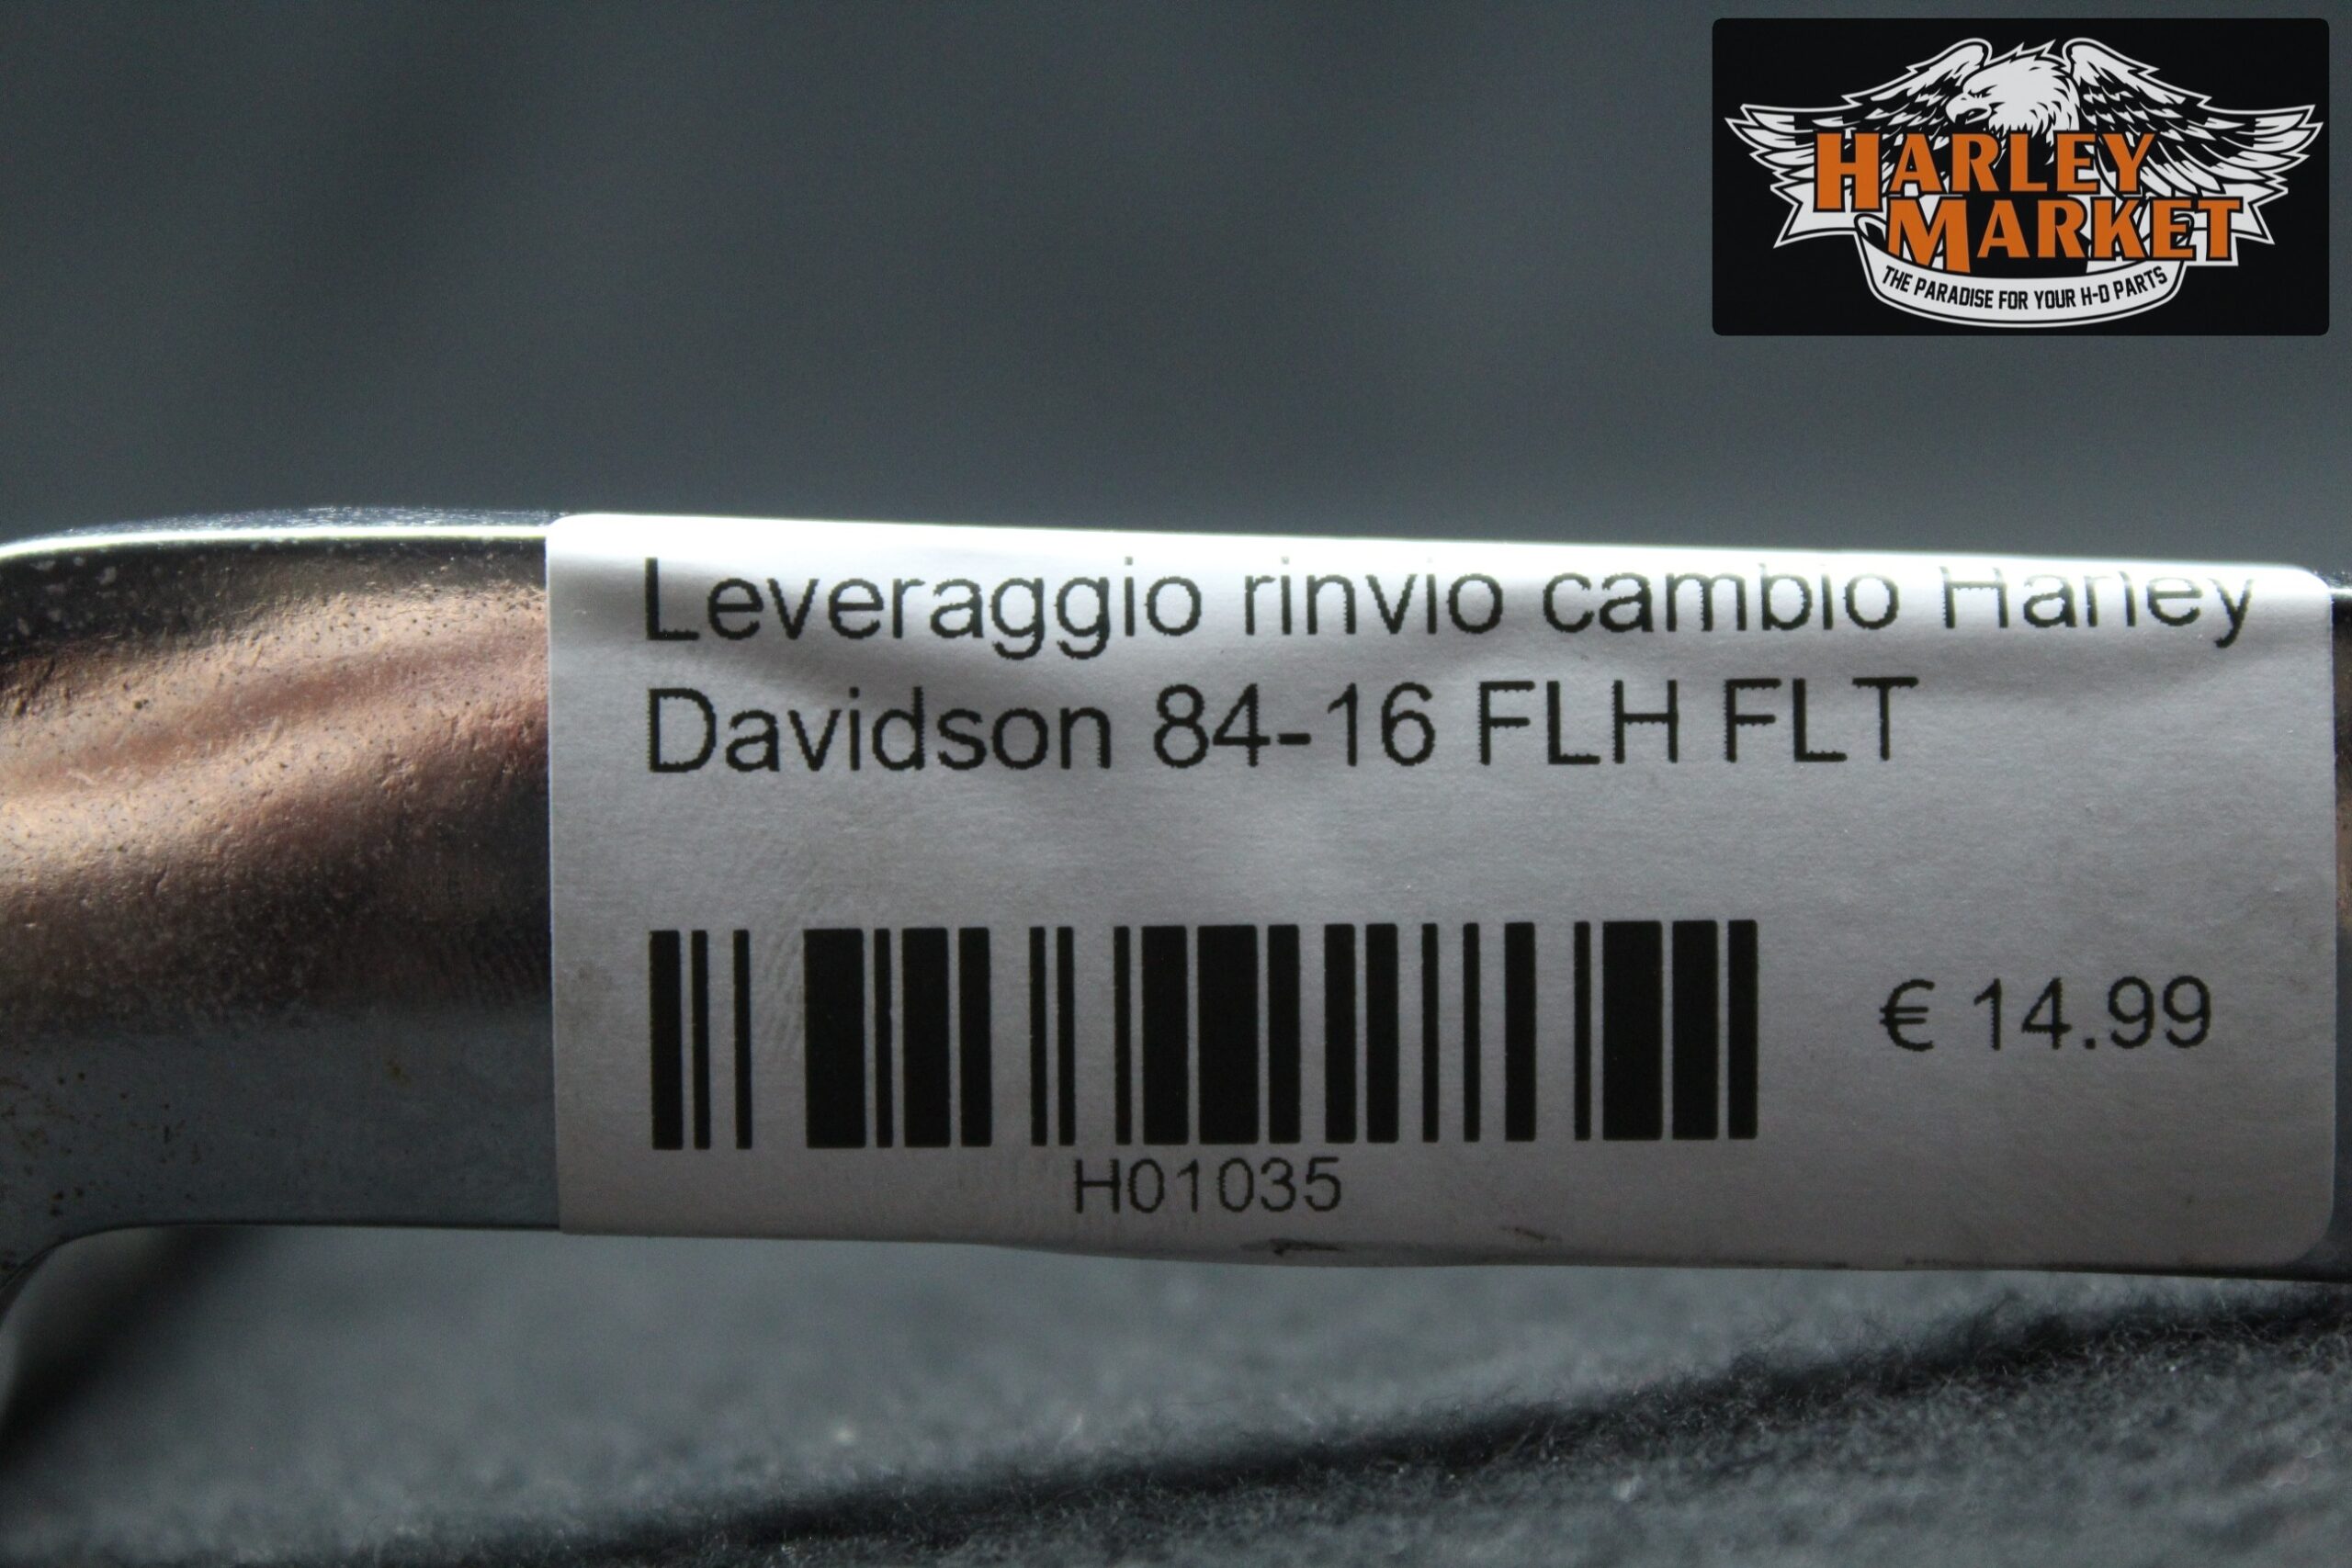 HARLEY
MARKET
THE PARADISE FOR YOUR H-D PARTS
Leveraggio rinvio cambio Harley
Davidson 84-16 FLH FLT
€ 14.99
H01035